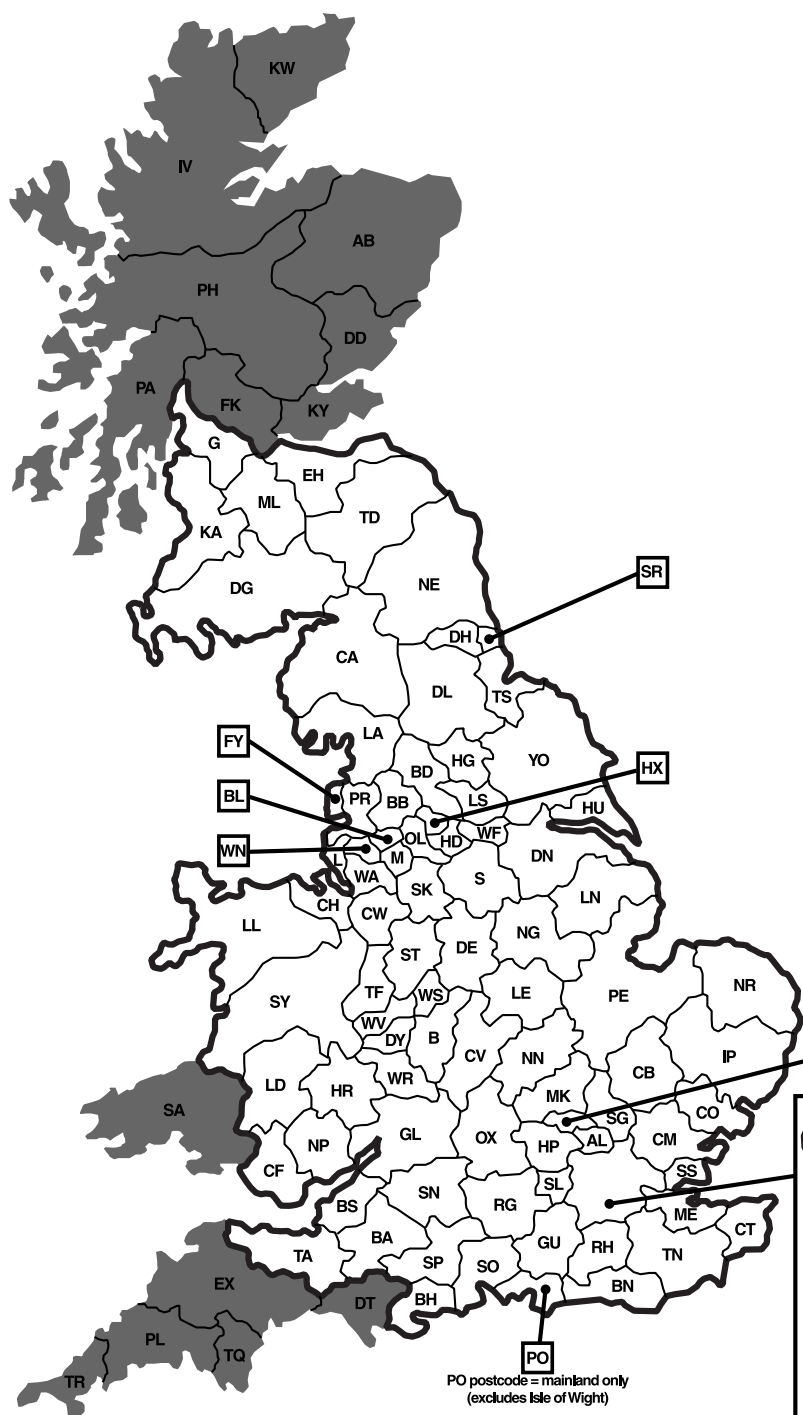 KW
IV
AB
PH
DD
PA
FK
KY
G
EH
ML
TD
KA
DG
NE
SR
DH
CA
DL
TS
LA
FY
HG
YO
BD
HX
BL
PR
BB
LS
HU
OL
HD
WF
WN
L
M
DN
WA
SK
S
LN
CH
CW
LL
ST
DE
NG
TF
WS
LE
PE
NR
SY
WV
DY
B
CV
NN
IP
LD
HR
WR
CB
MK
SA
SG
CO
NP
GL
OX
HP
AL
CM
CF
SS
SL
BS
SN
RG
ME
CT
TA
BA
GU
RH
TN
SP
SO
EX
DT
BH
BN
PL
TQ
TR
PO
PO postcode = mainland only
(excludes Isle of Wight)